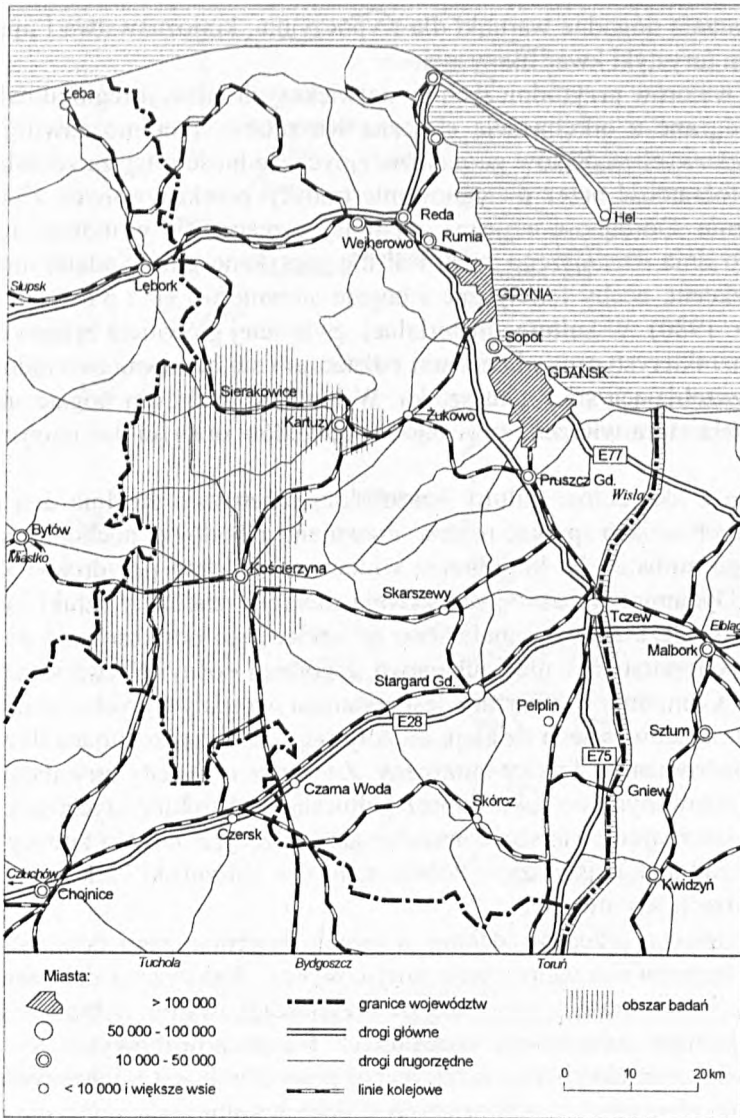 Łeba
Hel
Reda
Wejherowo
Rumia
Słupsk
Lębork
GDYNIA
Sopot
GDAŃSK
Sierakowice
Kartuzy
Żukowo
E77
Pruszcz Gd.
Wisła
Bytów
Miastko
Kościerzyna
Skarszewy
Tczew
Elbląg
Malbork
Stargard Gd.
Pelplin
E28
Sztum
E75
Czarna Woda
Gniew
Skórcz
Czersk
Człuchów
Kwidzyń
Chojnice
Tuchola
Bydgoszcz
Toruń
Miasta:
> 100 000
granice województw
obszar badań
50 000 - 100 000
drogi główne
10 000 - 50 000
drogi drugorzędne
< 10 000 i większe wsie
linie kolejowe
0 10 20 km